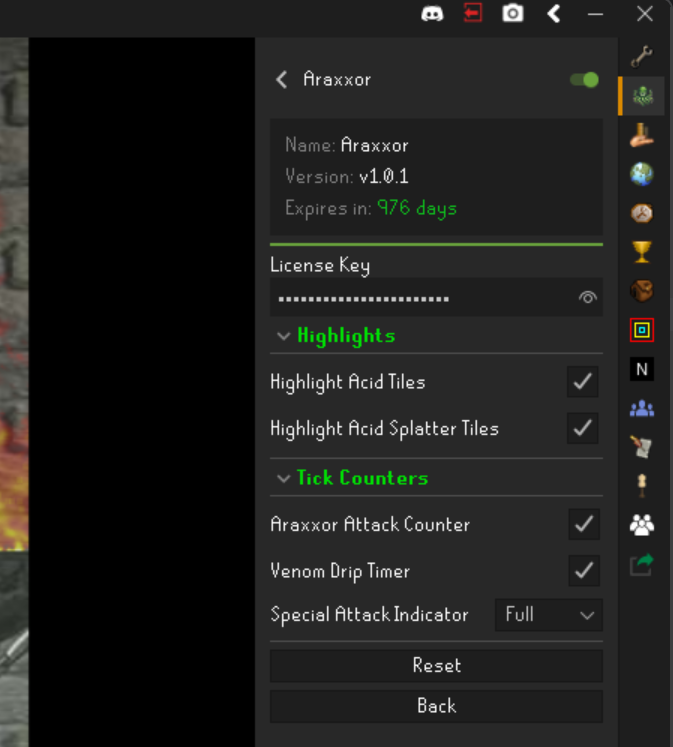 Araxxor
Name: Araxxor
Version: v1.0.1
Expires in: 976 days
License Key
Highlights
Highlight Acid Tiles
Highlight Acid Splatter Tiles
Tick Counters
Araxxor Attack Counter
Venom Drip Timer
Special Attack Indicator Full
Reset
Back
N